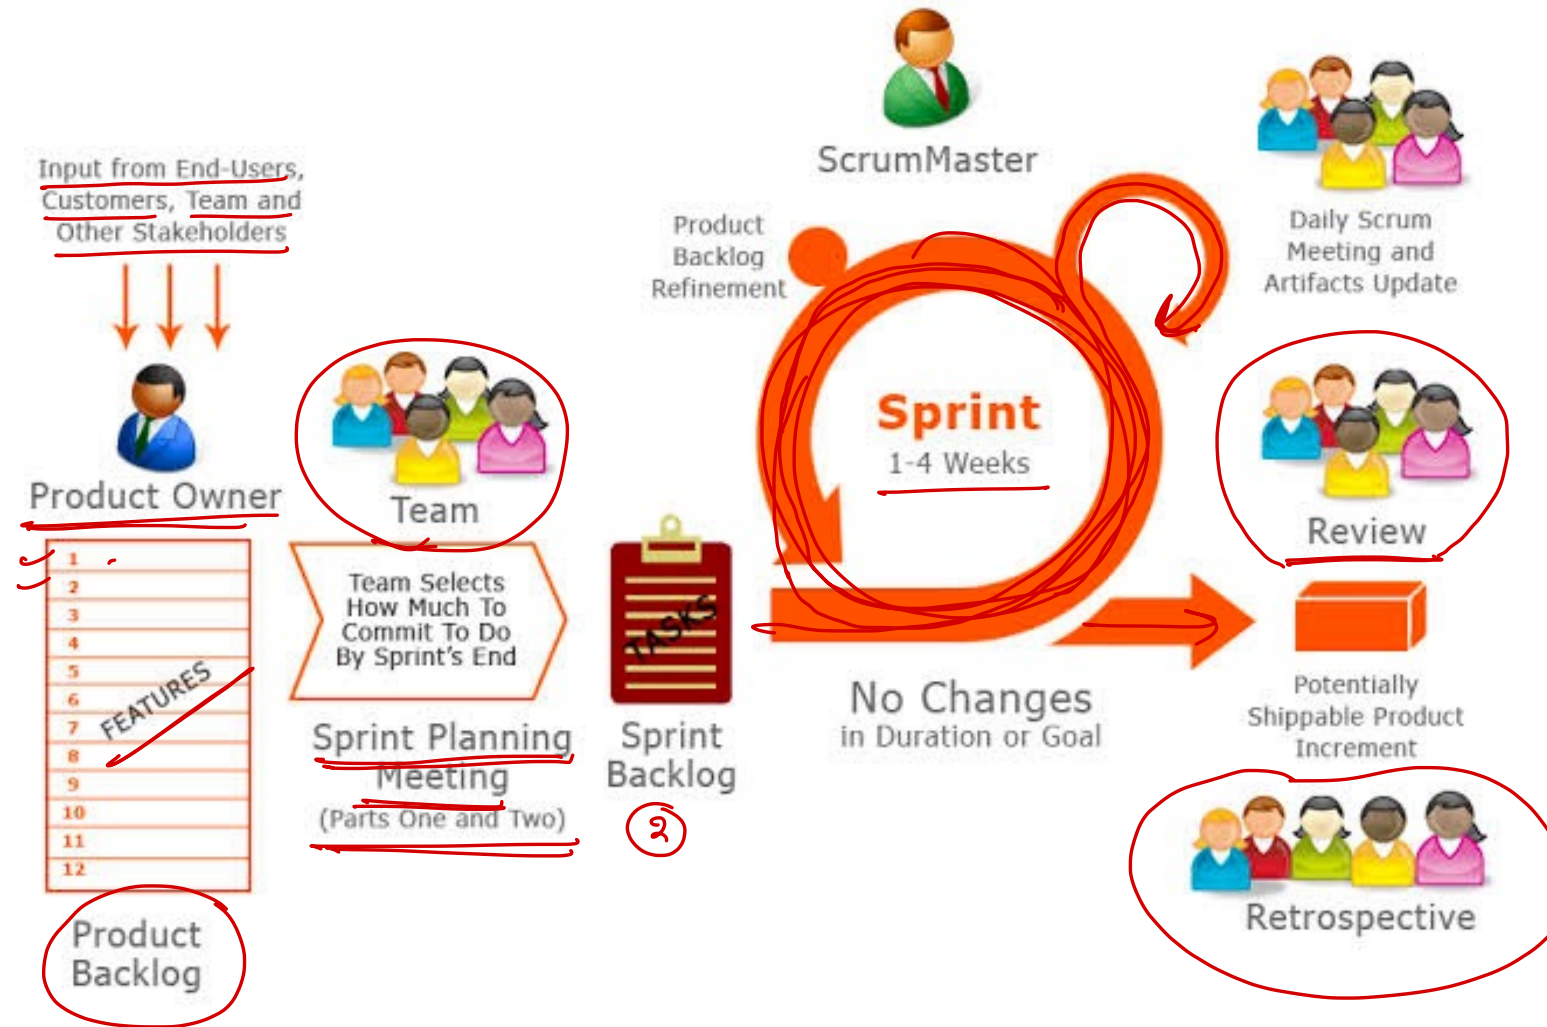 ScrumMaster
Input from End-Users,
Customers, Team and
Other Stakeholders
Product
Backlog
Refinement
Daily Scrum
Meeting and
Artifacts Update
Product Owner
Team
Sprint
1-4 Weeks
Review
1
2
3
4
5
6
7
8
9
10
11
12
FEATURES
Product
Backlog
Team Selects
How Much To
Commit To Do
By Sprint's End
Sprint Planning
Meeting
(Parts One and Two)
TASKS
Sprint
Backlog
2
No Changes
in Duration or Goal
Potentially
Shippable Product
Increment
Retrospective